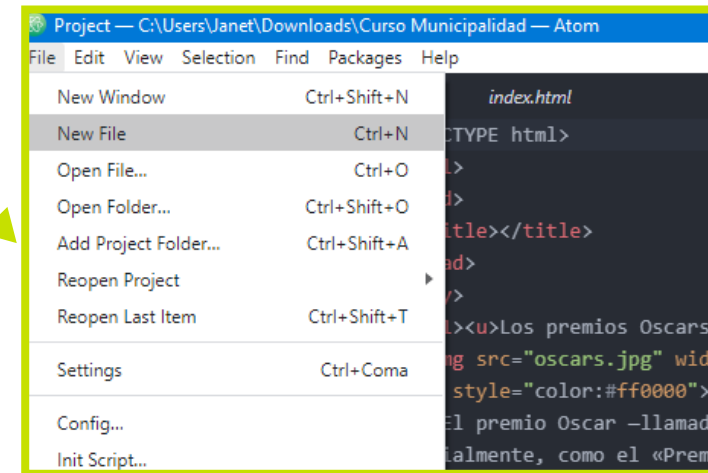 Project — C:\Users\Janet\Downloads\Curso Municipalidad — Atom
File Edit View Selection Find Packages Help
New Window Ctrl+Shift+N
New File Ctrl+N
Open File... Ctrl+O
Open Folder... Ctrl+Shift+O
Add Project Folder... Ctrl+Shift+A
Reopen Project
Reopen Last Item Ctrl+Shift+T
Settings Ctrl+Coma
Config...
Init Script...
index.html
CTYPE html>
l>
d>
itle></title>
ad>
y>
1><u>Los premios Oscars
mg src="oscars.jpg" wid
style="color:#ff0000">
El premio Oscar —llamad
ialmente, como el «Prem